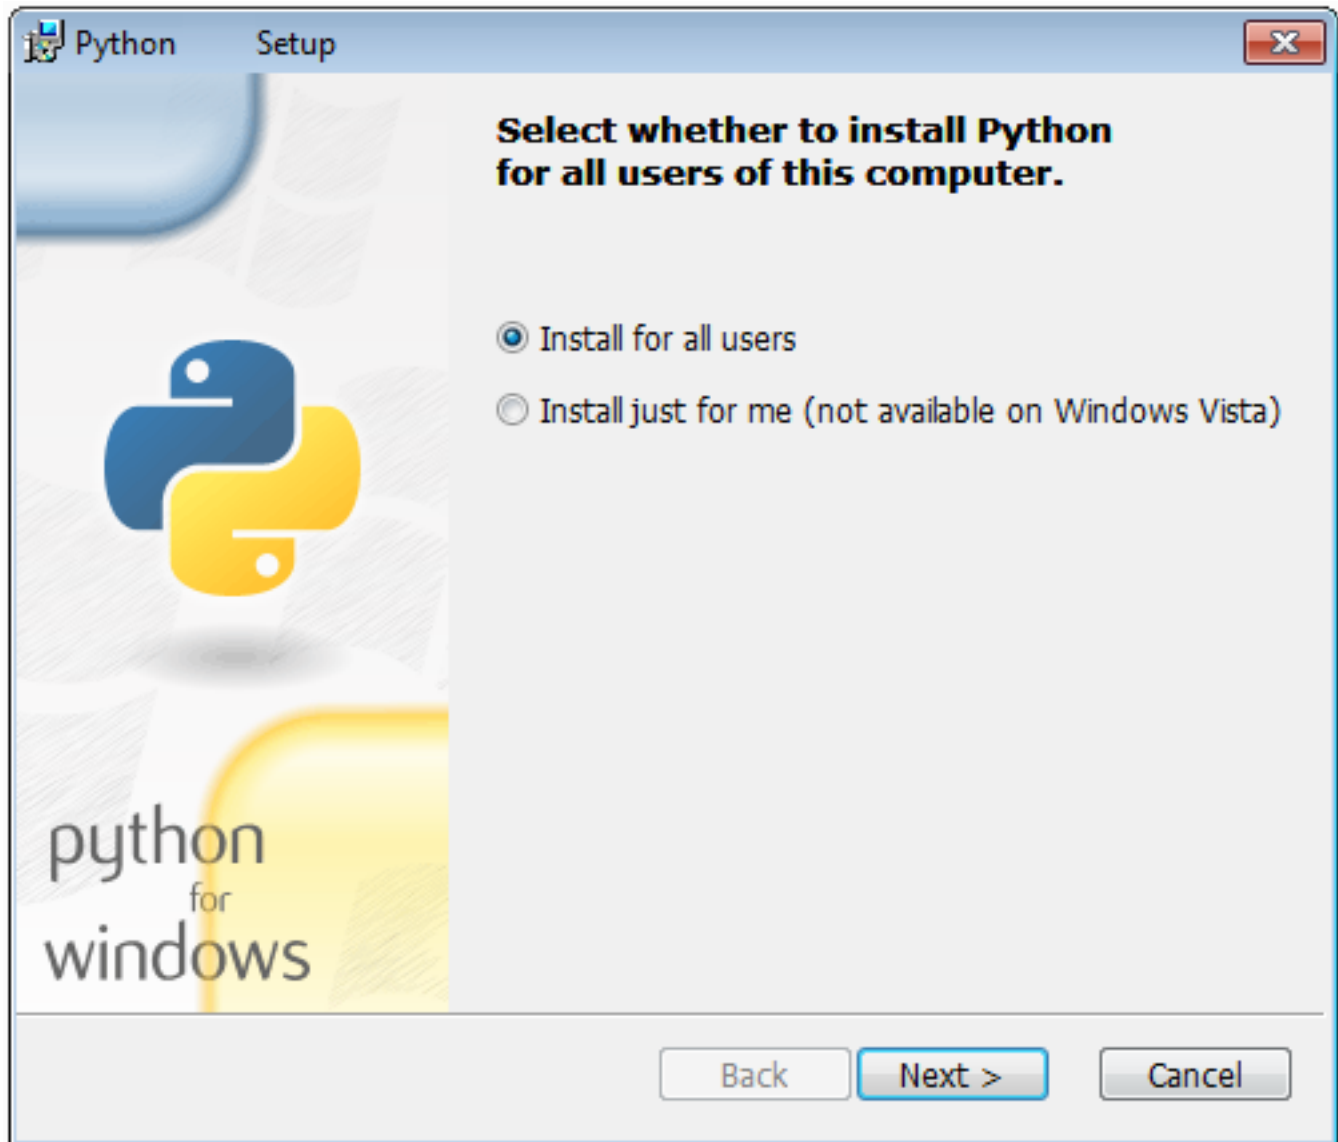 Python Setup
Select whether to install Python
for all users of this computer.
Install for all users
Install just for me (not available on Windows Vista)
python
for
windows
Back Next > Cancel